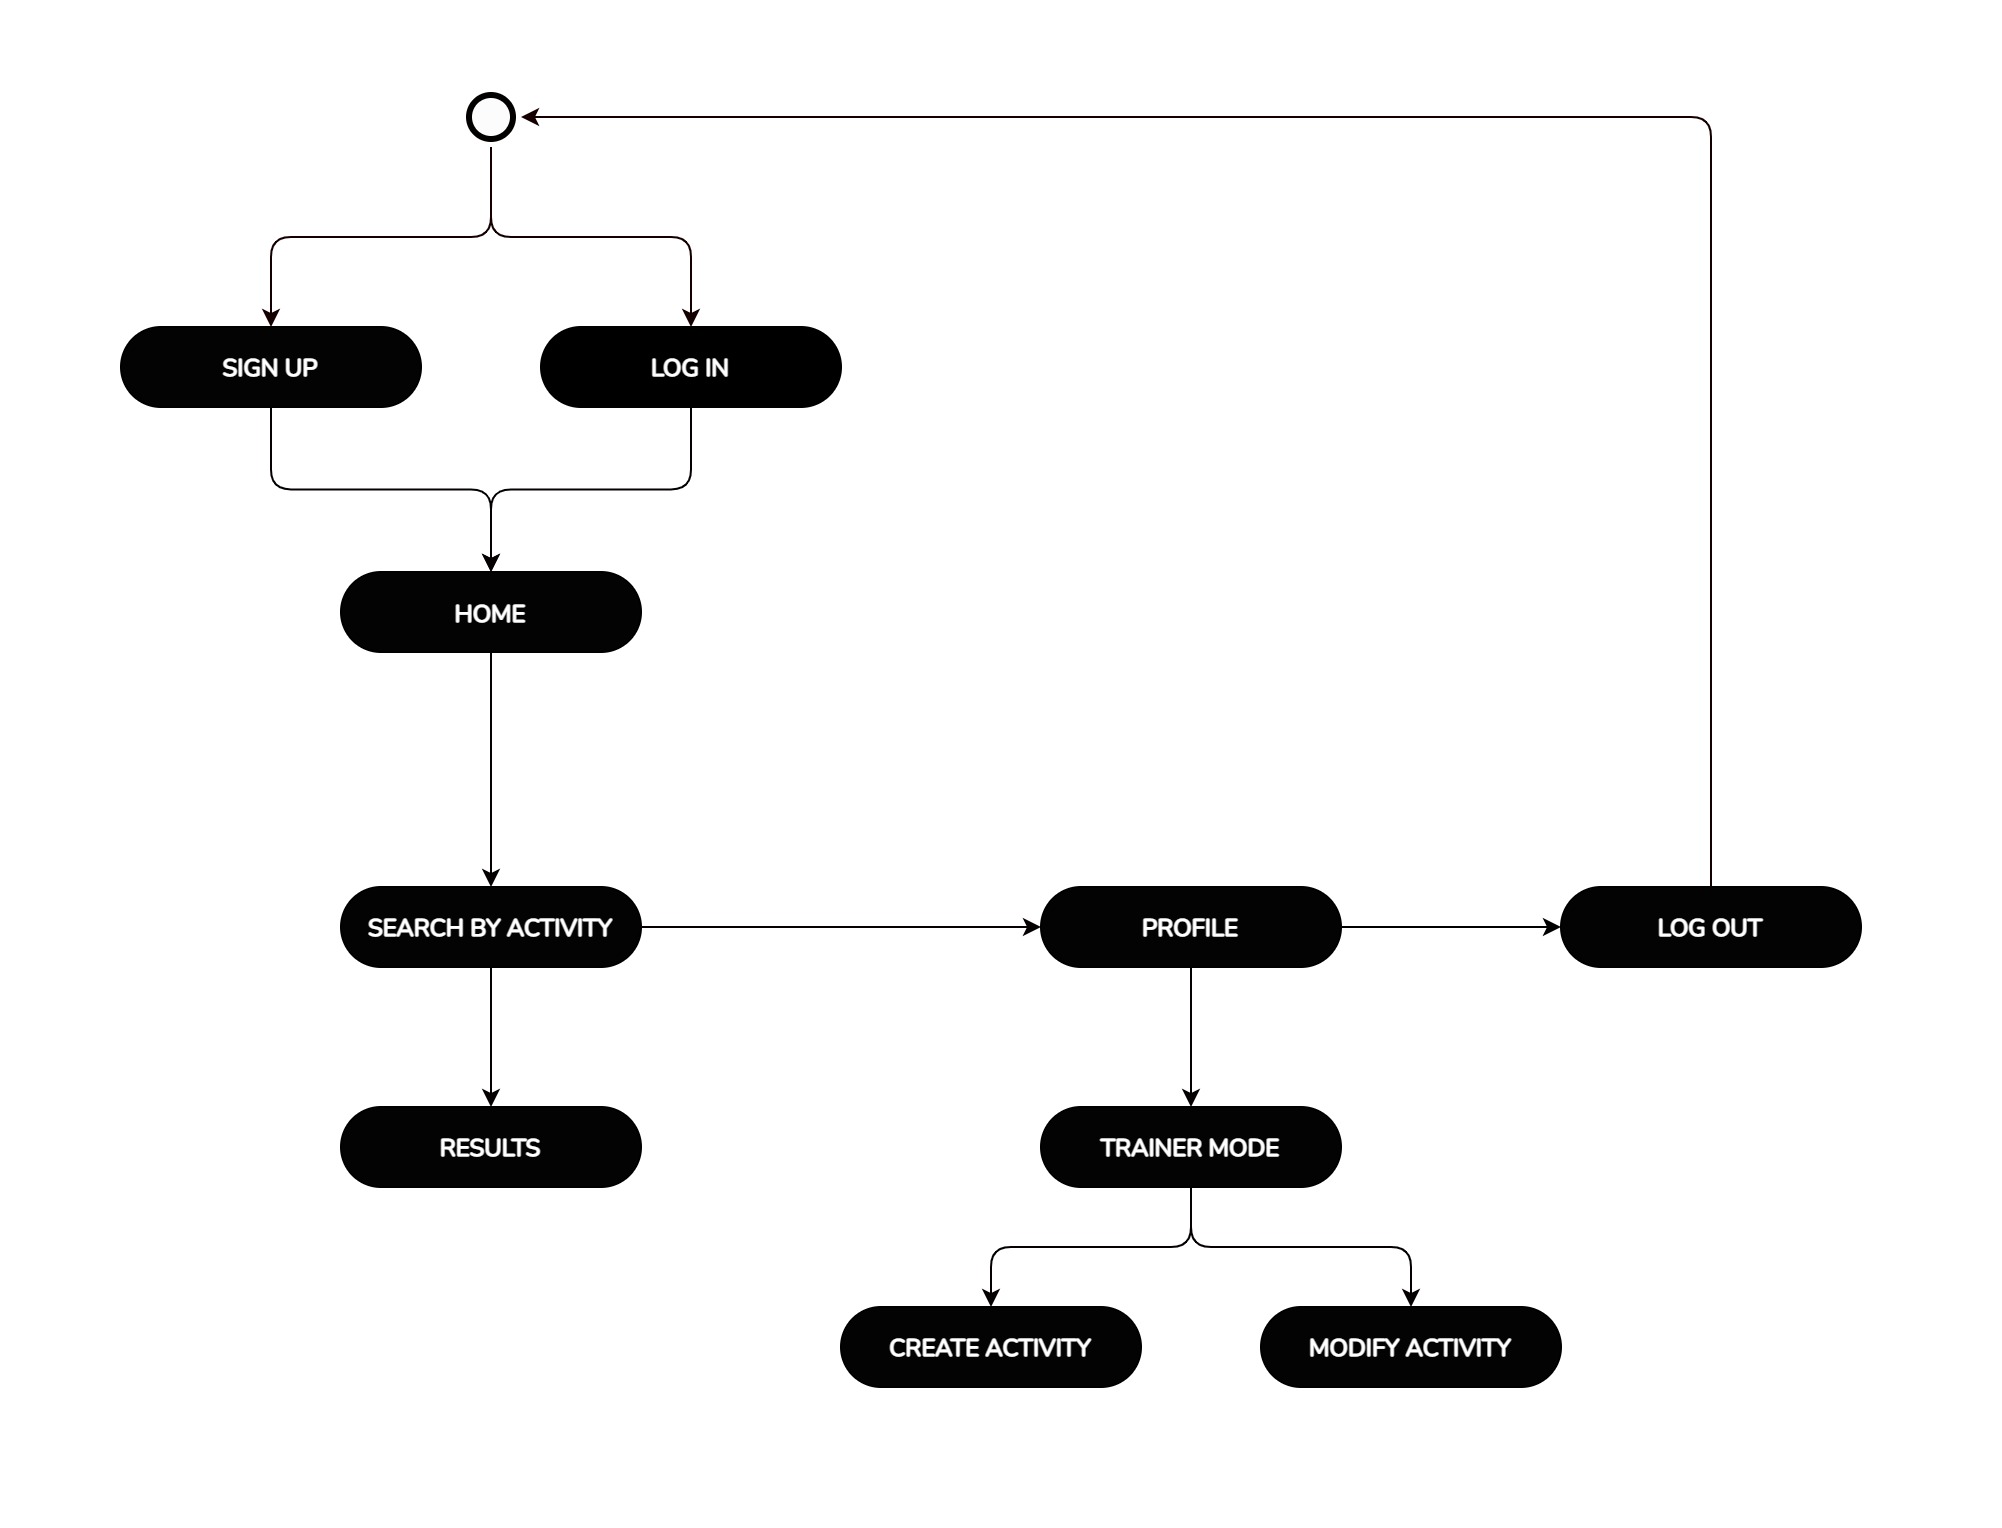 SIGN UP
LOG IN
HOME
SEARCH BY ACTIVITY
PROFILE
LOG OUT
RESULTS
TRAINER MODE
CREATE ACTIVITY
MODIFY ACTIVITY